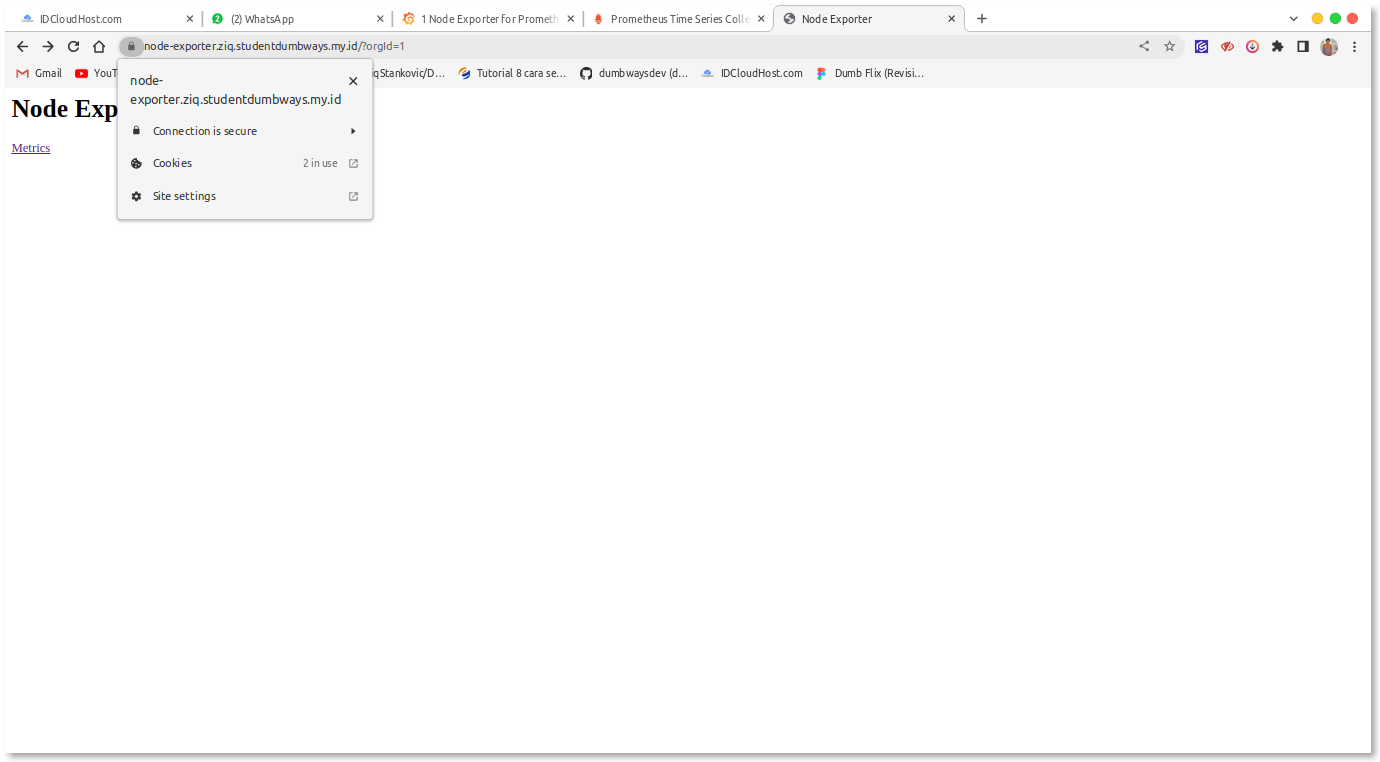 IDCloudHost.com
(2) WhatsApp
1 Node Exporter for Prometh
Prometheus Time Series Colle
Node Exporter
node-exporter.ziq.studentdumbways.my.id/?orgId=1
Gmail
YouT
iqStankovic/D...
Tutorial 8 cara se...
dumbwaysdev (d...
IDCloudHost.com
Dumb Flix (Revisi...
node-
exporter.ziq.studentdumbways.my.id
Node Exp
Connection is secure
Metrics
Cookies
2 in use
Site settings